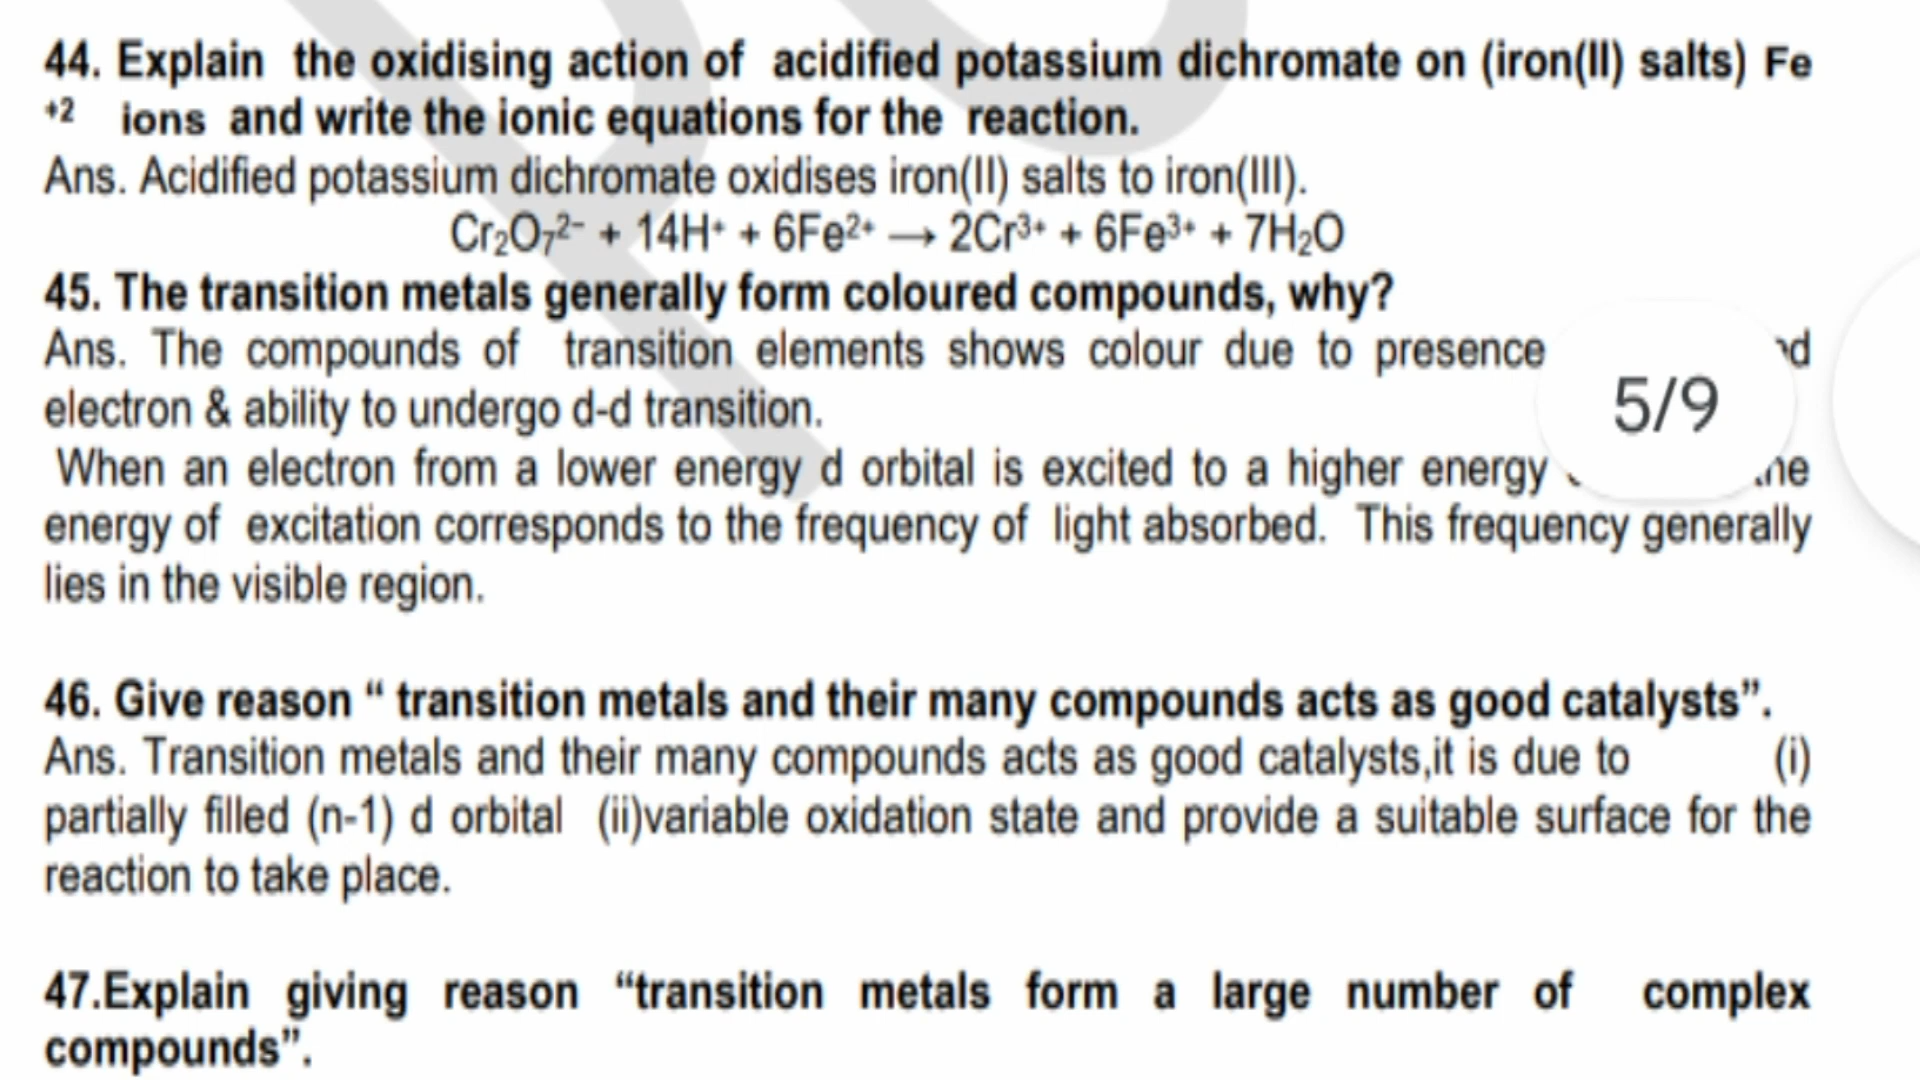 44. Explain the oxidising action of acidified potassium dichromate on (iron(II) salts) Fe
+2 ions and write the ionic equations for the reaction.
Ans. Acidified potassium dichromate oxidises iron(II) salts to iron(III).
Cr₂O₇²⁻ + 14H⁺ + 6Fe²⁺ → 2Cr³⁺ + 6Fe³⁺ + 7H₂O
45. The transition metals generally form coloured compounds, why?
Ans. The compounds of transition elements shows colour due to presence
electron & ability to undergo d-d transition.
5/9
When an electron from a lower energy d orbital is excited to a higher energy
energy of excitation corresponds to the frequency of light absorbed. This frequency generally
lies in the visible region.
46. Give reason “ transition metals and their many compounds acts as good catalysts”.
Ans. Transition metals and their many compounds acts as good catalysts,it is due to (i)
partially filled (n-1) d orbital (ii)variable oxidation state and provide a suitable surface for the
reaction to take place.
47.Explain giving reason “transition metals form a large number of complex
compounds”.